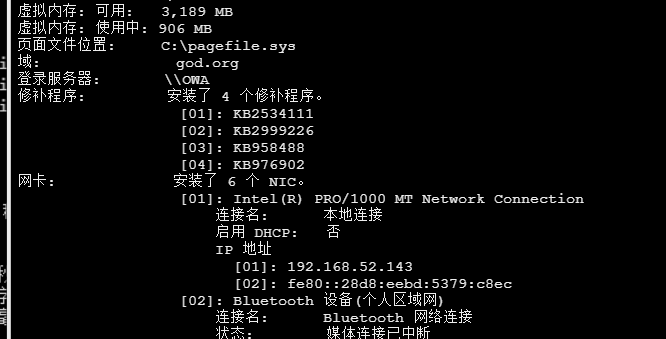 虚拟内存: 可用:   3,189 MB
虚拟内存: 使用中: 906 MB
页面文件位置:     C:\pagefile.sys
域:               god.org
登录服务器:       \\OWA
修补程序:         安装了 4 个修补程序。
[01]: KB2534111
[02]: KB2999226
[03]: KB958488
[04]: KB976902
网卡:             安装了 6 个 NIC。
[01]: Intel(R) PRO/1000 MT Network Connection
连接名:      本地连接
启用 DHCP:   否
IP 地址
[01]: 192.168.52.143
[02]: fe80::28d8:eebd:5379:c8ec
[02]: Bluetooth 设备(个人区域网)
连接名:      Bluetooth 网络连接
状态:        媒体连接已中断